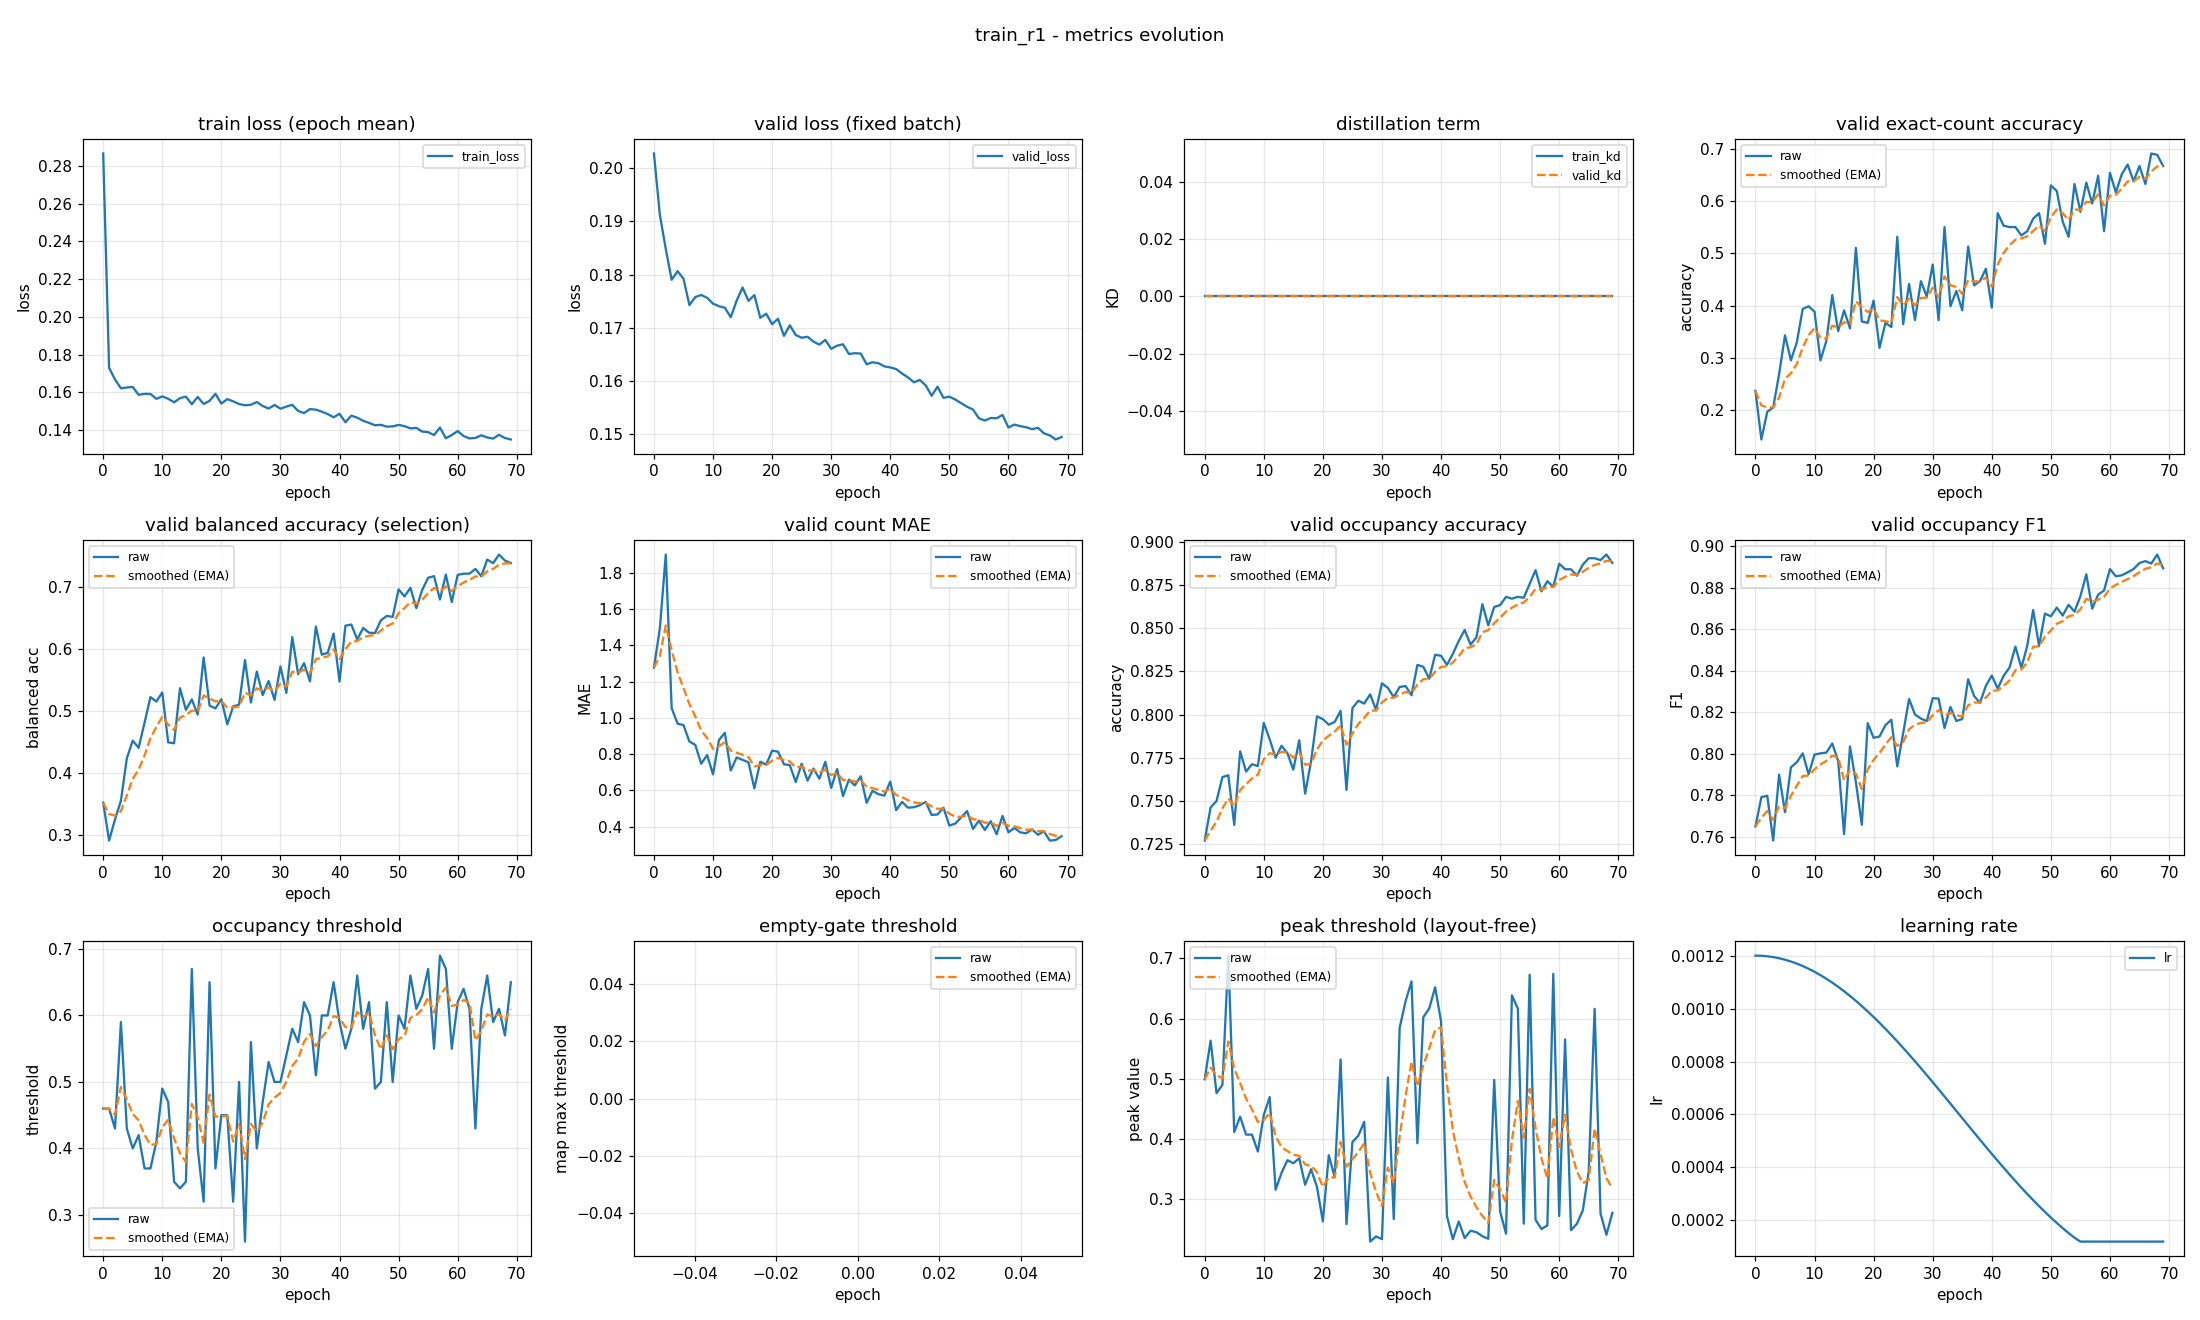 train_r1 - metrics evolution
train loss (epoch mean)
train_loss
loss
0.28
0.26
0.24
0.22
0.20
0.18
0.16
0.14
0 10 20 30 40 50 60 70
epoch
valid loss (fixed batch)
valid_loss
loss
0.20
0.19
0.18
0.17
0.16
0.15
0 10 20 30 40 50 60 70
epoch
distillation term
train_kd
valid_kd
KD
0.04
0.02
0.00
−0.02
−0.04
0 10 20 30 40 50 60 70
epoch
valid exact-count accuracy
raw
smoothed (EMA)
accuracy
0.7
0.6
0.5
0.4
0.3
0.2
0 10 20 30 40 50 60 70
epoch
valid balanced accuracy (selection)
raw
smoothed (EMA)
balanced acc
0.7
0.6
0.5
0.4
0.3
0 10 20 30 40 50 60 70
epoch
valid count MAE
raw
smoothed (EMA)
MAE
1.8
1.6
1.4
1.2
1.0
0.8
0.6
0.4
0 10 20 30 40 50 60 70
epoch
valid occupancy accuracy
raw
smoothed (EMA)
accuracy
0.900
0.875
0.850
0.825
0.800
0.775
0.750
0.725
0 10 20 30 40 50 60 70
epoch
valid occupancy F1
raw
smoothed (EMA)
F1
0.90
0.88
0.86
0.84
0.82
0.80
0.78
0.76
0 10 20 30 40 50 60 70
epoch
occupancy threshold
raw
smoothed (EMA)
threshold
0.7
0.6
0.5
0.4
0.3
0 10 20 30 40 50 60 70
epoch
empty-gate threshold
raw
smoothed (EMA)
map max threshold
0.04
0.02
0.00
−0.02
−0.04
−0.04 −0.02 0.00 0.02 0.04
epoch
peak threshold (layout-free)
raw
smoothed (EMA)
peak value
0.7
0.6
0.5
0.4
0.3
0 10 20 30 40 50 60 70
epoch
learning rate
lr
lr
0.0012
0.0010
0.0008
0.0006
0.0004
0.0002
0 10 20 30 40 50 60 70
epoch